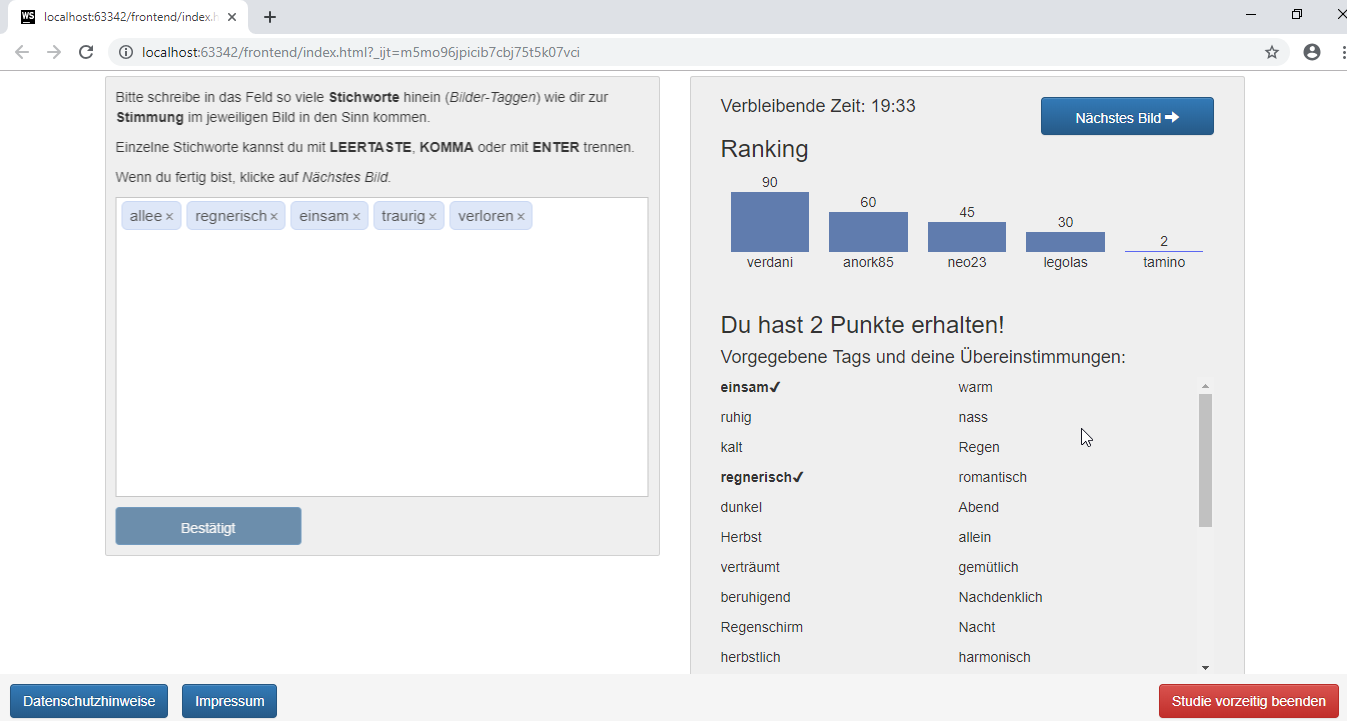 WS localhost:63342/frontend/index.h
localhost:63342/frontend/index.html?_ijt=m5mo96jpicib7cbj75t5k07vci
Bitte schreibe in das Feld so viele Stichworte hinein (Bilder-Taggen) wie dir zur
Stimmung im jeweiligen Bild in den Sinn kommen.
Einzelne Stichworte kannst du mit LEERTASTE, KOMMA oder mit ENTER trennen.
Wenn du fertig bist, klicke auf Nächstes Bild.
allee × regnerisch × einsam × traurig × verloren ×
Bestätigt
Verbleibende Zeit: 19:33
Nächstes Bild
Ranking
90 60 45 30 2
verdani anork85 neo23 legolas tamino
Du hast 2 Punkte erhalten!
Vorgegebene Tags und deine Übereinstimmungen:
einsam✔ warm
ruhig nass
kalt Regen
regnerisch✔ romantisch
dunkel Abend
Herbst allein
verträumt gemütlich
beruhigend Nachdenklich
Regenschirm Nacht
herbstlich harmonisch
Datenschutzhinweise Impressum Studie vorzeitig beenden